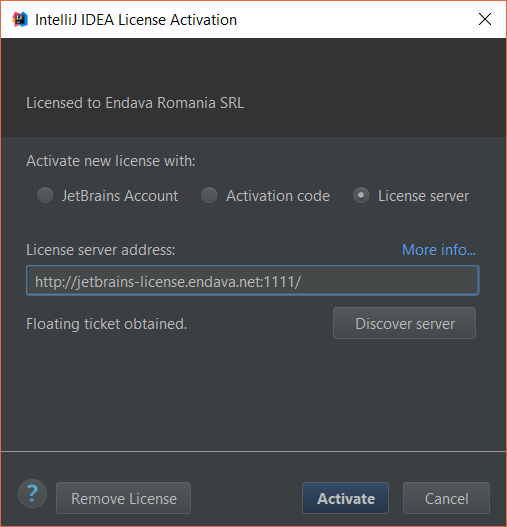 IntelliJ IDEA License Activation
Licensed to Endava Romania SRL
Activate new license with:
JetBrains Account Activation code License server
License server address: More info...
http://jetbrains-license.endava.net:1111/
Floating ticket obtained. Discover server
? Remove License Activate Cancel